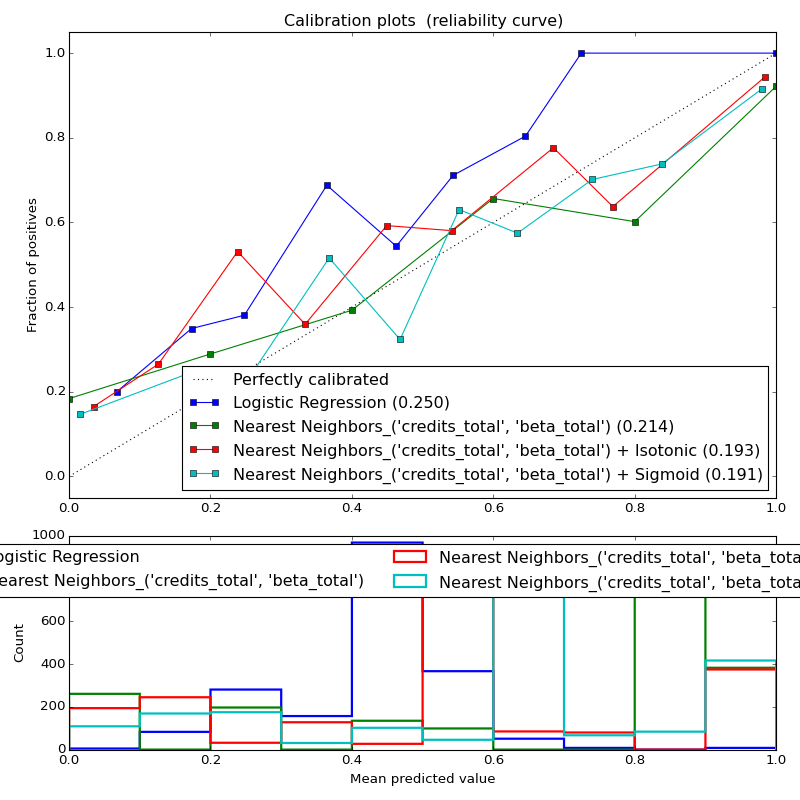 Calibration plots (reliability curve)
1.0
0.8
0.6
0.4
0.2
0.0
Fraction of positives
Perfectly calibrated
Logistic Regression (0.250)
Nearest Neighbors_('credits_total', 'beta_total') (0.214)
Nearest Neighbors_('credits_total', 'beta_total') + Isotonic (0.193)
Nearest Neighbors_('credits_total', 'beta_total') + Sigmoid (0.191)
0.0 0.2 0.4 0.6 0.8 1.0
1000
ogistic Regression
earest Neighbors_('credits_total', 'beta_total')
Nearest Neighbors_('credits_total', 'beta_tota
Nearest Neighbors_('credits_total', 'beta_tota
600
400
200
0
Count
0.0 0.2 0.4 0.6 0.8 1.0
Mean predicted value